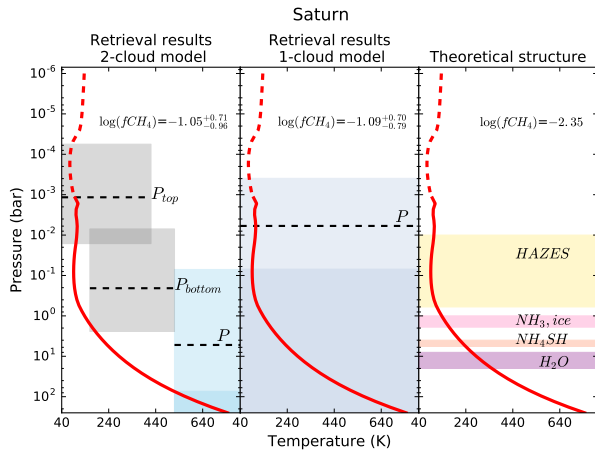 Saturn
Retrieval results
2-cloud model
Retrieval results
1-cloud model
Theoretical structure
log(fCH₄)=−1.05⁺⁰·⁷¹₋₀.₉₆
log(fCH₄)=−1.09⁺⁰·⁷⁰₋₀.₇₉
log(fCH₄)=−2.35
P_top
P_bottom
P
P
HAZES
NH₃, ice
NH₄SH
H₂O
Pressure (bar)
10⁻⁶
10⁻⁵
10⁻⁴
10⁻³
10⁻²
10⁻¹
10⁰
10¹
10²
40 240 440 640 40 240 440 640 40 240 440 640
Temperature (K)